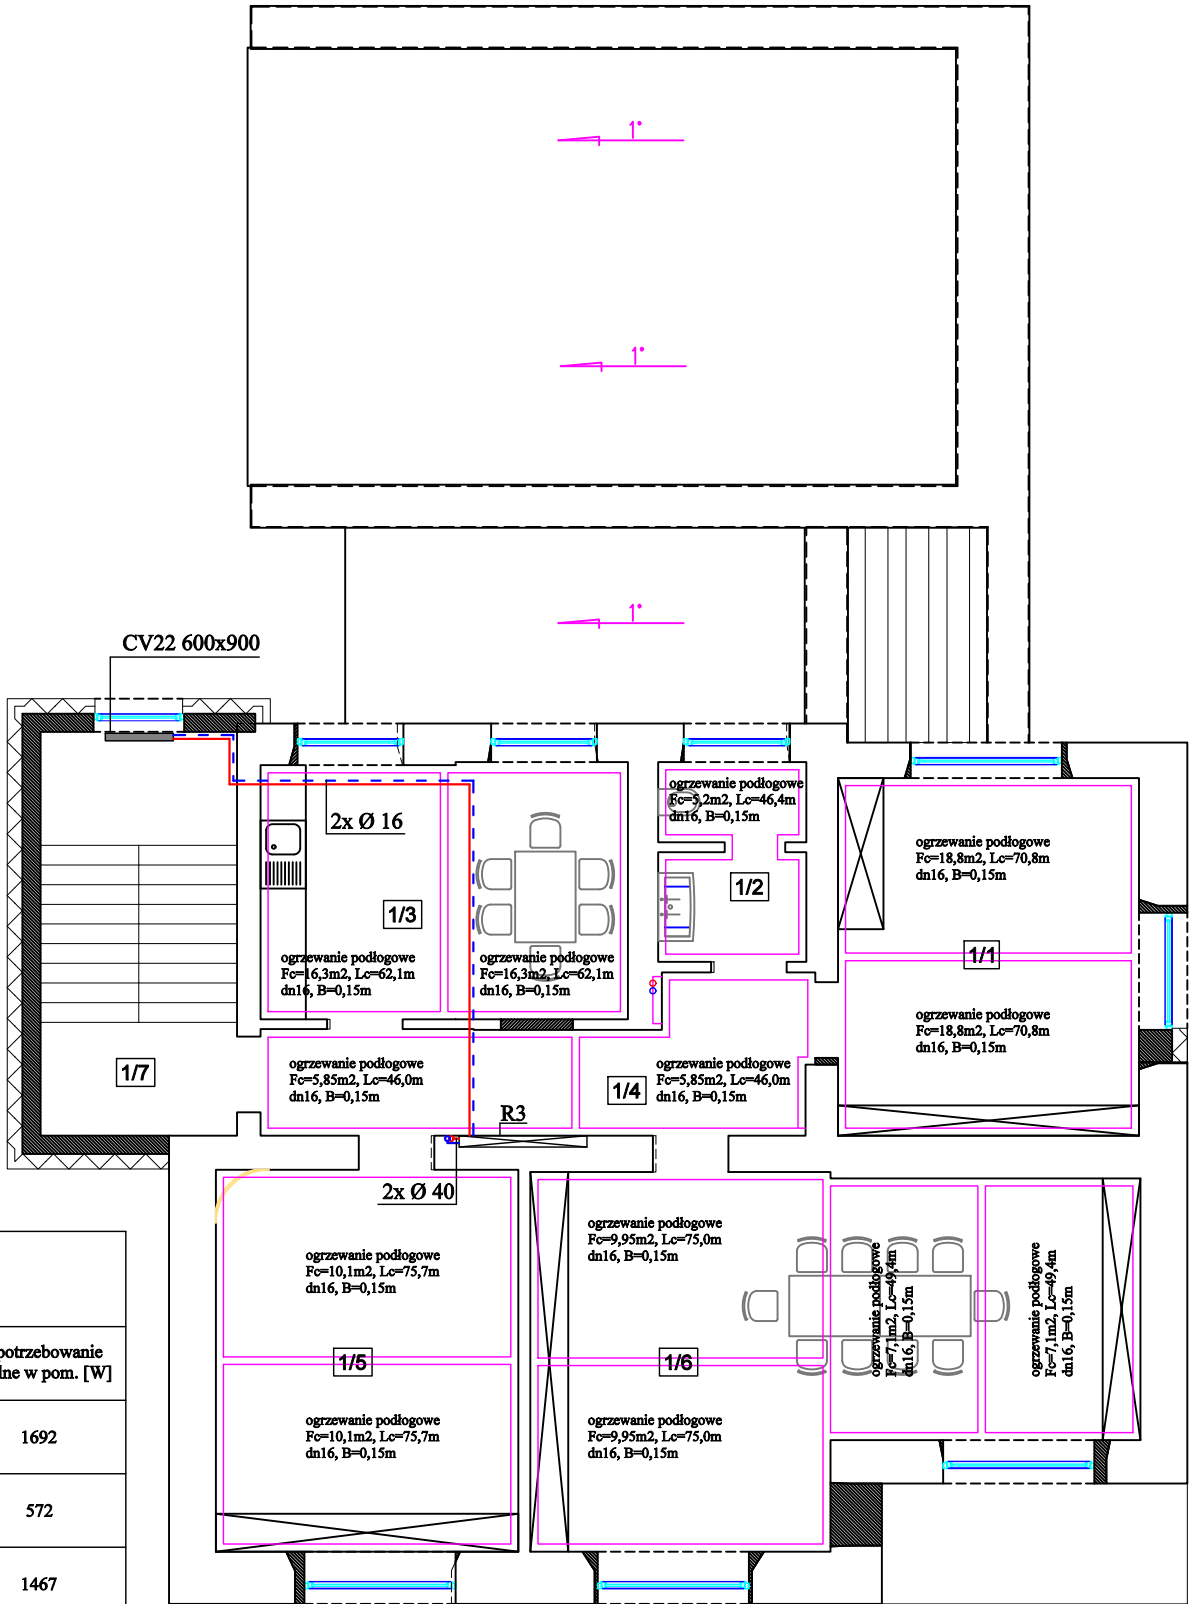 1°
1°
1°
CV22 600x900
2x Ø 16
ogrzewanie podłogowe
Fc=5,2m2, Lc=46,4m
dn16, B=0,15m
ogrzewanie podłogowe
Fc=18,8m2, Lc=70,8m
dn16, B=0,15m
1/2
1/3
1/1
ogrzewanie podłogowe
Fc=16,3m2, Lc=62,1m
dn16, B=0,15m
ogrzewanie podłogowe
Fc=16,3m2, Lc=62,1m
dn16, B=0,15m
ogrzewanie podłogowe
Fc=18,8m2, Lc=70,8m
dn16, B=0,15m
1/7
ogrzewanie podłogowe
Fc=5,85m2, Lc=46,0m
dn16, B=0,15m
1/4
ogrzewanie podłogowe
Fc=5,85m2, Lc=46,0m
dn16, B=0,15m
R3
2x Ø 40
ogrzewanie podłogowe
Fc=10,1m2, Lc=75,7m
dn16, B=0,15m
ogrzewanie podłogowe
Fc=9,95m2, Lc=75,0m
dn16, B=0,15m
ogrzewanie podłogowe
Fc=7,1m2, Lc=49,4m
dn16, B=0,15m
ogrzewanie podłogowe
Fc=7,1m2, Lc=49,4m
dn16, B=0,15m
1/5
1/6
ogrzewanie podłogowe
Fc=10,1m2, Lc=75,7m
dn16, B=0,15m
ogrzewanie podłogowe
Fc=9,95m2, Lc=75,0m
dn16, B=0,15m
potrzebowanie
lne w pom. [W]
1692
572
1467